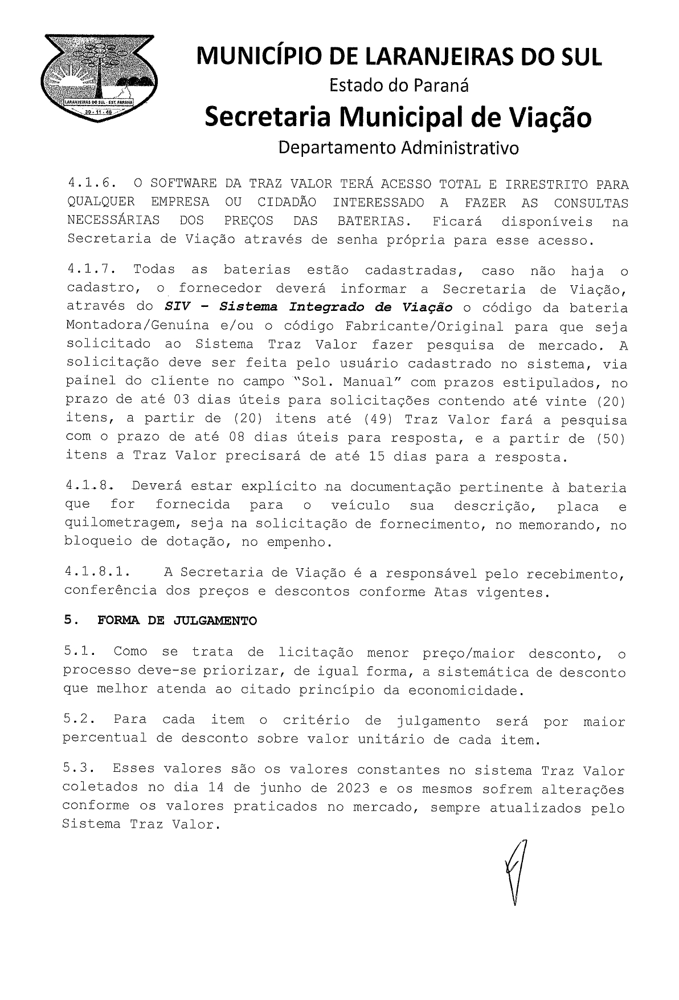 MUNICÍPIO DE LARANJEIRAS DO SUL
Estado do Paraná
Secretaria Municipal de Viação
Departamento Administrativo
LARANJEIRAS DO SUL - EST. PARANA
30 - 11 - 46
4.1.6. O SOFTWARE DA TRAZ VALOR TERÁ ACESSO TOTAL E IRRESTRITO PARA
QUALQUER EMPRESA OU CIDADÃO INTERESSADO A FAZER AS CONSULTAS
NECESSÁRIAS DOS PREÇOS DAS BATERIAS. Ficará disponíveis na
Secretaria de Viação através de senha própria para esse acesso.
4.1.7. Todas as baterias estão cadastradas, caso não haja o
cadastro, o fornecedor deverá informar a Secretaria de Viação,
através do SIV – Sistema Integrado de Viação o código da bateria
Montadora/Genuína e/ou o código Fabricante/Original para que seja
solicitado ao Sistema Traz Valor fazer pesquisa de mercado. A
solicitação deve ser feita pelo usuário cadastrado no sistema, via
painel do cliente no campo “Sol. Manual” com prazos estipulados, no
prazo de até 03 dias úteis para solicitações contendo até vinte (20)
itens, a partir de (20) itens até (49) Traz Valor fará a pesquisa
com o prazo de até 08 dias úteis para resposta, e a partir de (50)
itens a Traz Valor precisará de até 15 dias para a resposta.
4.1.8. Deverá estar explícito na documentação pertinente à bateria
que for fornecida para o veículo sua descrição, placa e
quilometragem, seja na solicitação de fornecimento, no memorando, no
bloqueio de dotação, no empenho.
4.1.8.1. A Secretaria de Viação é a responsável pelo recebimento,
conferência dos preços e descontos conforme Atas vigentes.
5. FORMA DE JULGAMENTO
5.1. Como se trata de licitação menor preço/maior desconto, o
processo deve-se priorizar, de igual forma, a sistemática de desconto
que melhor atenda ao citado princípio da economicidade.
5.2. Para cada item o critério de julgamento será por maior
percentual de desconto sobre valor unitário de cada item.
5.3. Esses valores são os valores constantes no sistema Traz Valor
coletados no dia 14 de junho de 2023 e os mesmos sofrem alterações
conforme os valores praticados no mercado, sempre atualizados pelo
Sistema Traz Valor.